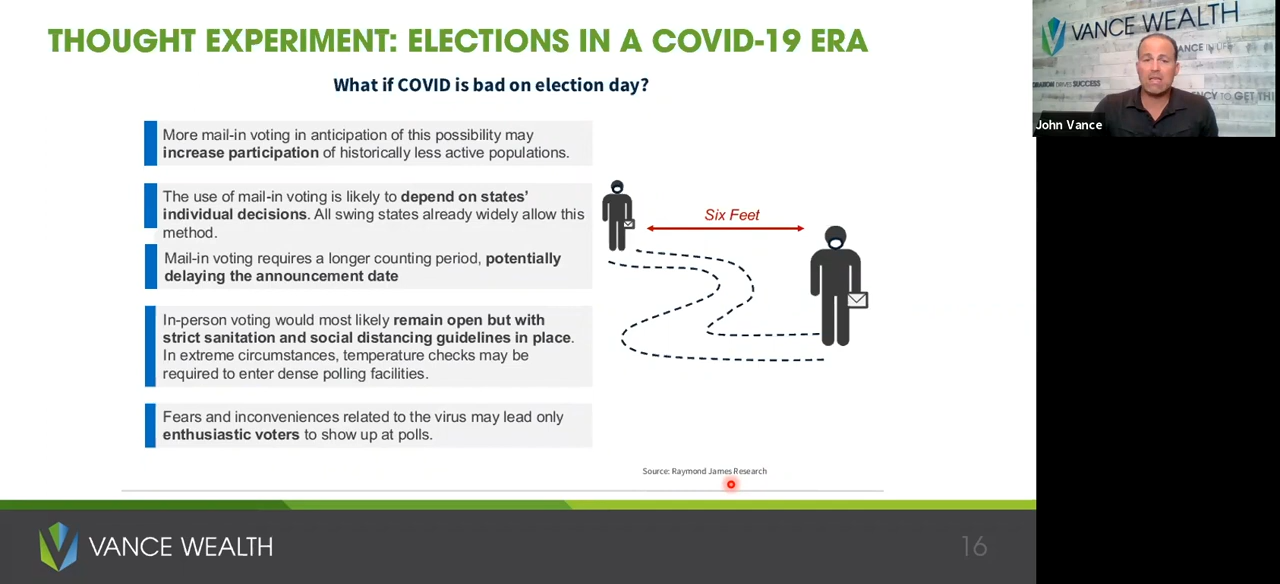 THOUGHT EXPERIMENT: ELECTIONS IN A COVID-19 ERA
What if COVID is bad on election day?
More mail-in voting in anticipation of this possibility may
increase participation of historically less active populations.
The use of mail-in voting is likely to depend on states’
individual decisions. All swing states already widely allow this
method.
Mail-in voting requires a longer counting period, potentially
delaying the announcement date
In-person voting would most likely remain open but with
strict sanitation and social distancing guidelines in place.
In extreme circumstances, temperature checks may be
required to enter dense polling facilities.
Fears and inconveniences related to the virus may lead only
enthusiastic voters to show up at polls.
Six Feet
Source: Raymond James Research
VANCE WEALTH
16
VANCE WEALTH
SUCCESS
TO GET
John Vance